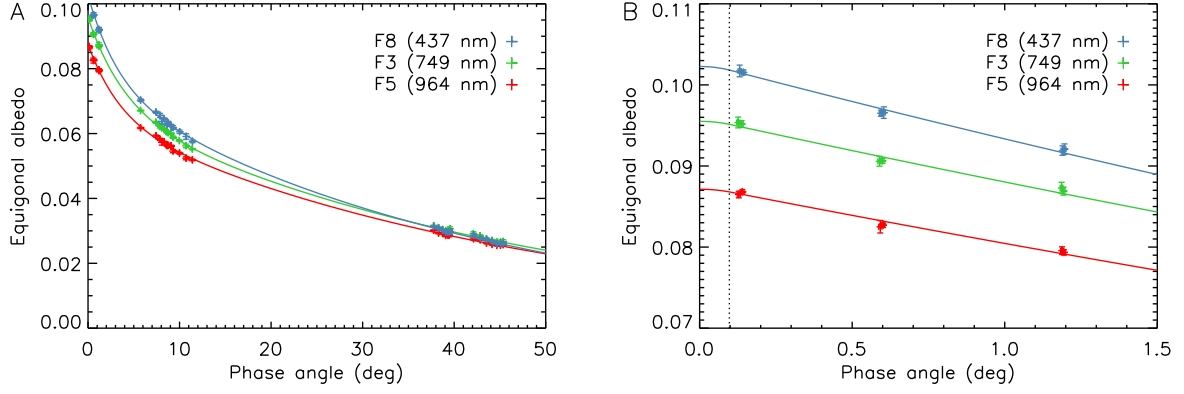 A
Equigonal albedo
0.10
0.08
0.06
0.04
0.02
0.00
F8 (437 nm)
F3 (749 nm)
F5 (964 nm)
0 10 20 30 40 50
Phase angle (deg)
B
Equigonal albedo
0.11
0.10
0.09
0.08
0.07
F8 (437 nm)
F3 (749 nm)
F5 (964 nm)
0.0 0.5 1.0 1.5
Phase angle (deg)